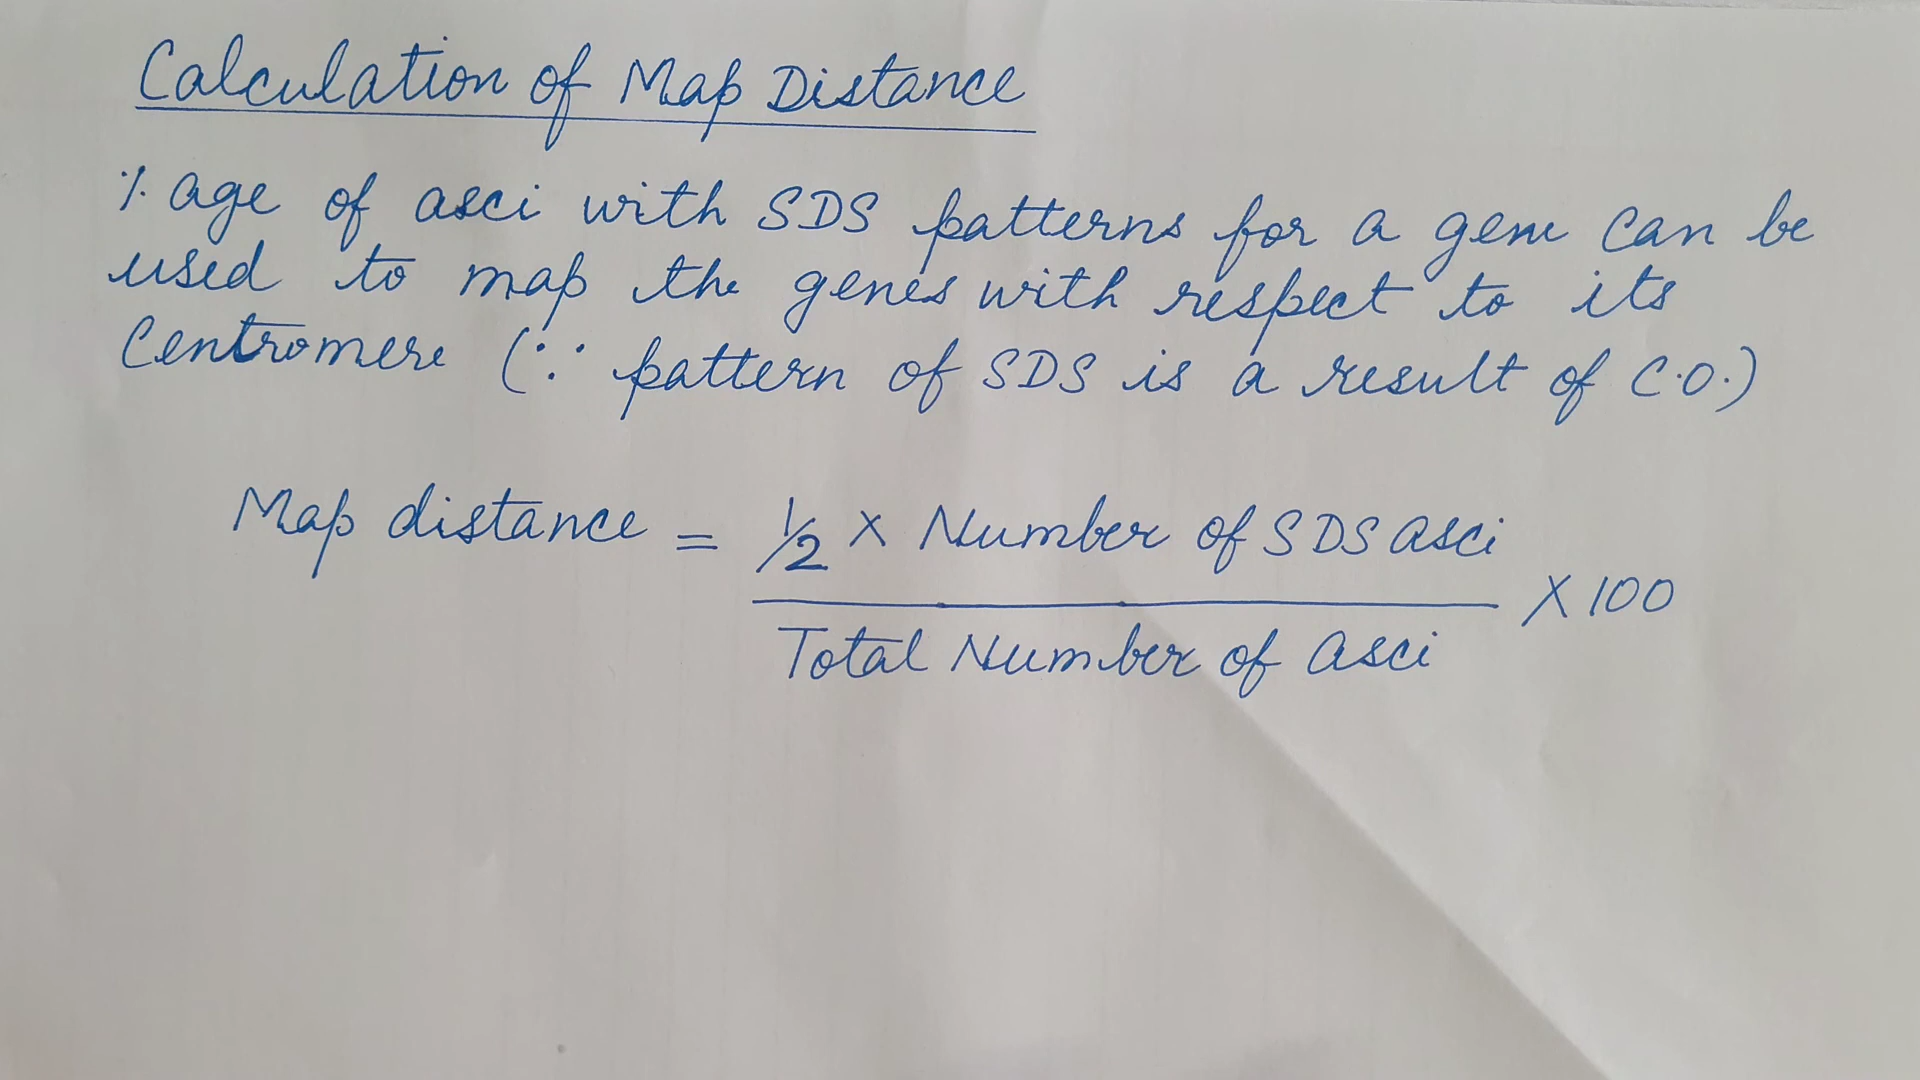 Calculation of Map Distance
% age of asci with SDS patterns for a gene can be
used to map the genes with respect to its
Centromere (∵ pattern of SDS is a result of C.O.)
Map distance = 1/2 x Number of SDS asci
X 100
Total Number of asci